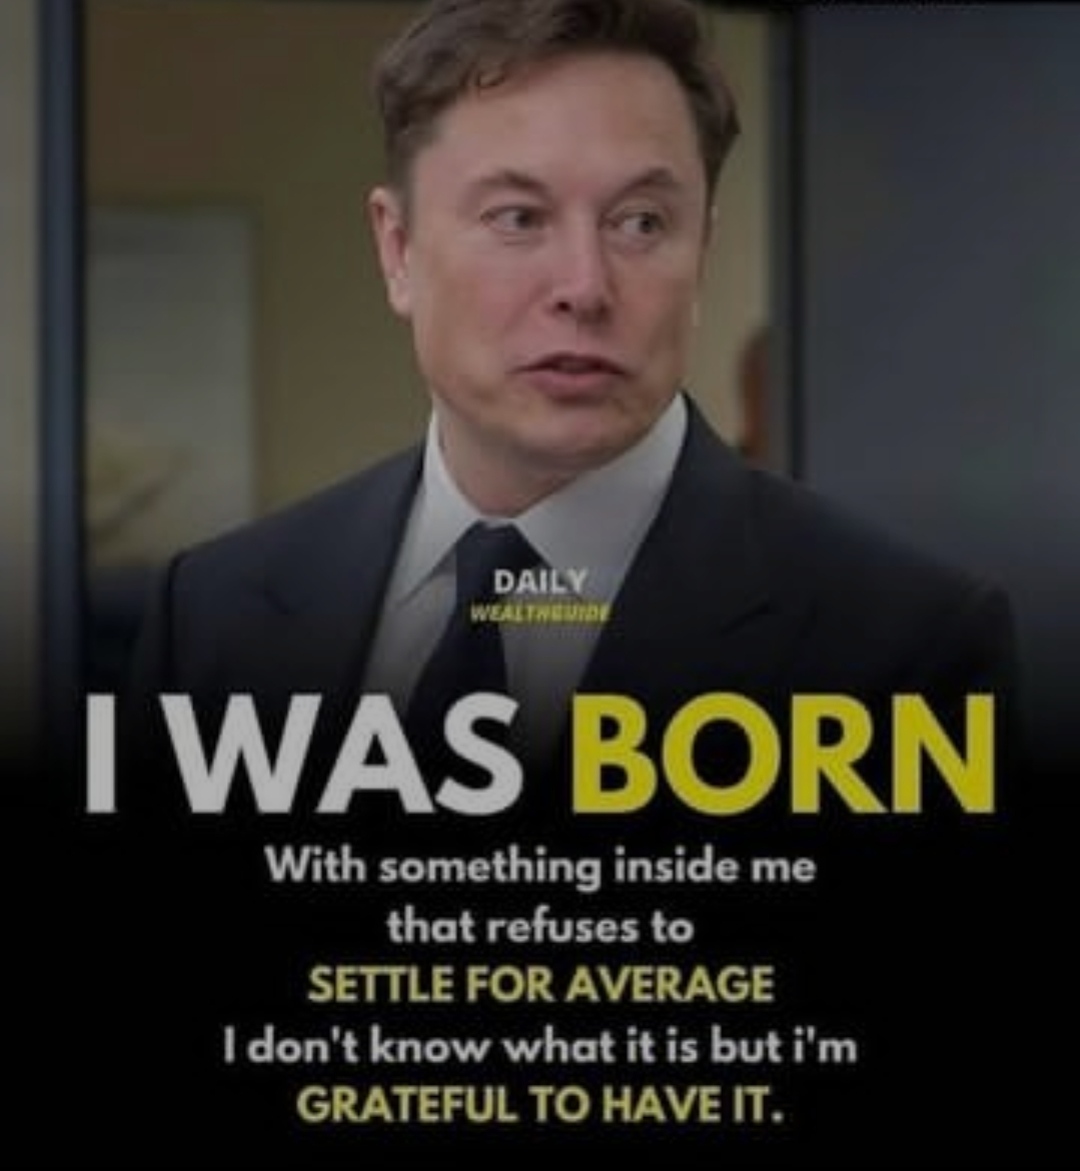 DAILY
WEALTHGUIDE
I WAS BORN
With something inside me
that refuses to
SETTLE FOR AVERAGE
I don't know what it is but i'm
GRATEFUL TO HAVE IT.